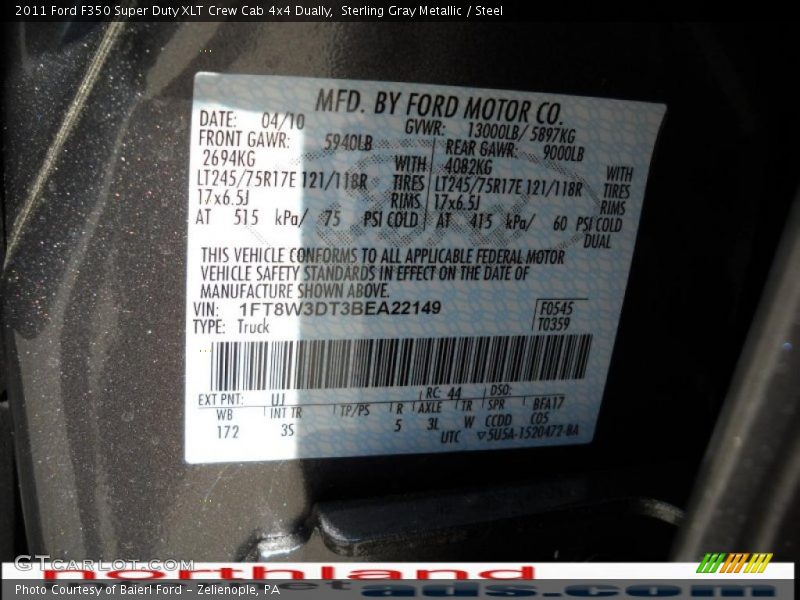 2011 Ford F350 Super Duty XLT Crew Cab 4x4 Dually, Sterling Gray Metallic / Steel
MFD. BY FORD MOTOR CO.
DATE: 04/10 GVWR: 13000LB/ 5897KG
FRONT GAWR: 5940LB REAR GAWR: 9000LB
2694KG WITH 4082KG WITH
LT245/75R17E 121/118R TIRES LT245/75R17E 121/118R TIRES
17x6.5J RIMS 17x6.5J RIMS
AT 515 kPa/ 75 PSI COLD AT 415 kPa/ 60 PSI COLD
DUAL
THIS VEHICLE CONFORMS TO ALL APPLICABLE FEDERAL MOTOR
VEHICLE SAFETY STANDARDS IN EFFECT ON THE DATE OF
MANUFACTURE SHOWN ABOVE.
VIN: 1FT8W3DT3BEA22149 F0545
TYPE: Truck T0359
EXT PNT: UJ RC: 44 DSO:
WB INT TR TP/PS R AXLE TR SPR BFA17
172 3S 5 3L W CCDD C05
UTC ▽5U5A-1520472-BA
GTCARLOT.COM
northland
ads.com
Photo Courtesy of Baierl Ford - Zelienople, PA